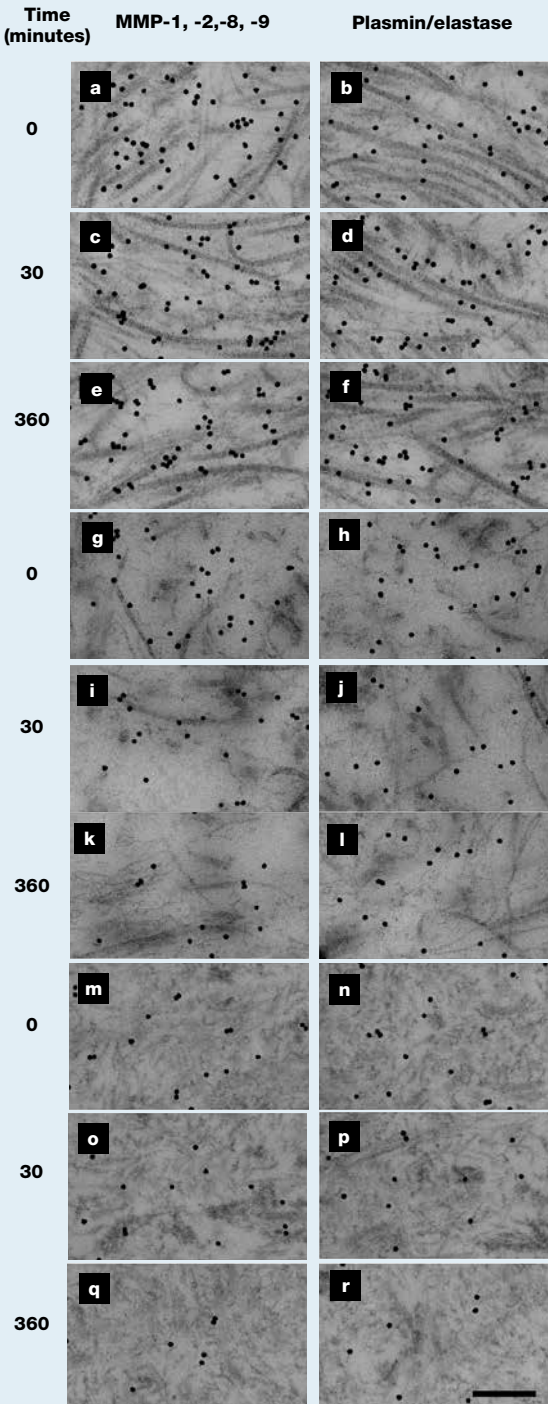 Time (minutes) MMP-1, -2,-8, -9 Plasmin/elastase
0 a b
30 c d
360 e f
0 g h
30 i j
360 k l
0 m n
30 o p
360 q r